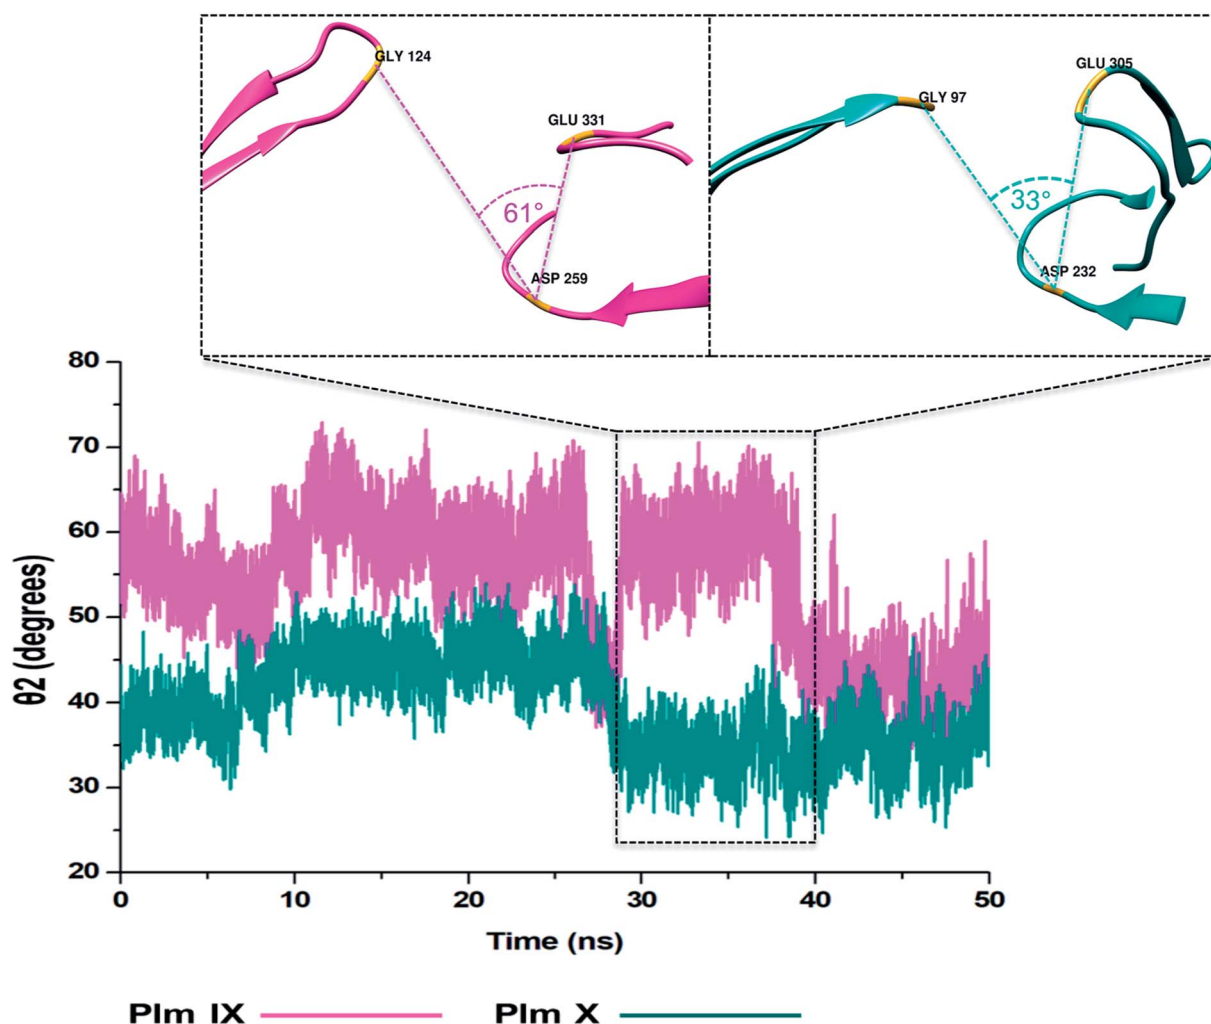 GLY 124
GLU 331
61°
ASP 259
GLY 97
GLU 305
33°
ASP 232
80
70
60
50
40
30
20
θ2 (degrees)
0 10 20 30 40 50
Time (ns)
Plm IX Plm X